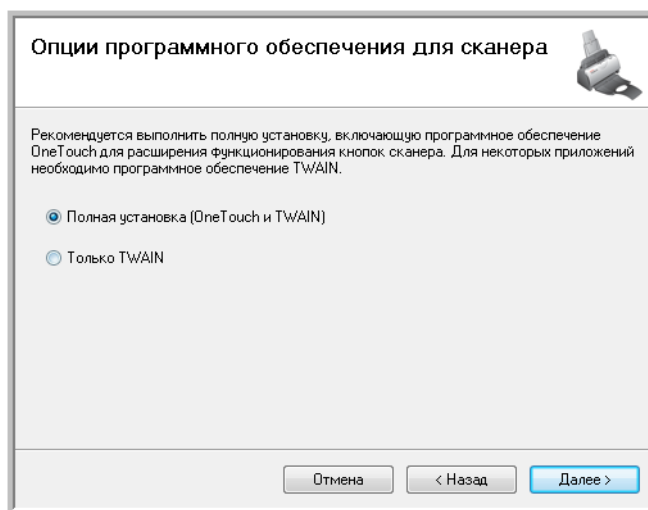 Опции программного обеспечения для сканера
Рекомендуется выполнить полную установку, включающую программное обеспечение
OneTouch для расширения функционирования кнопок сканера. Для некоторых приложений
необходимо программное обеспечение TWAIN.
Полная установка (OneTouch и TWAIN)
Только TWAIN
Отмена
< Назад
Далее >